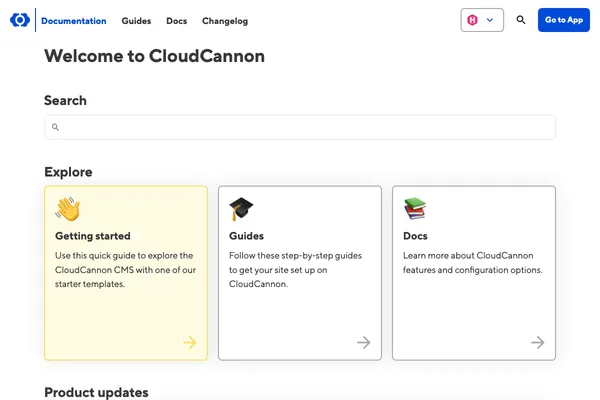 Documentation
Guides
Docs
Changelog
Go to App
Welcome to CloudCannon
Search
Explore
Getting started
Use this quick guide to explore the
CloudCannon CMS with one of our
starter templates.
Guides
Follow these step-by-step guides
to get your site set up on
CloudCannon.
Docs
Learn more about CloudCannon
features and configuration options.
Product updates